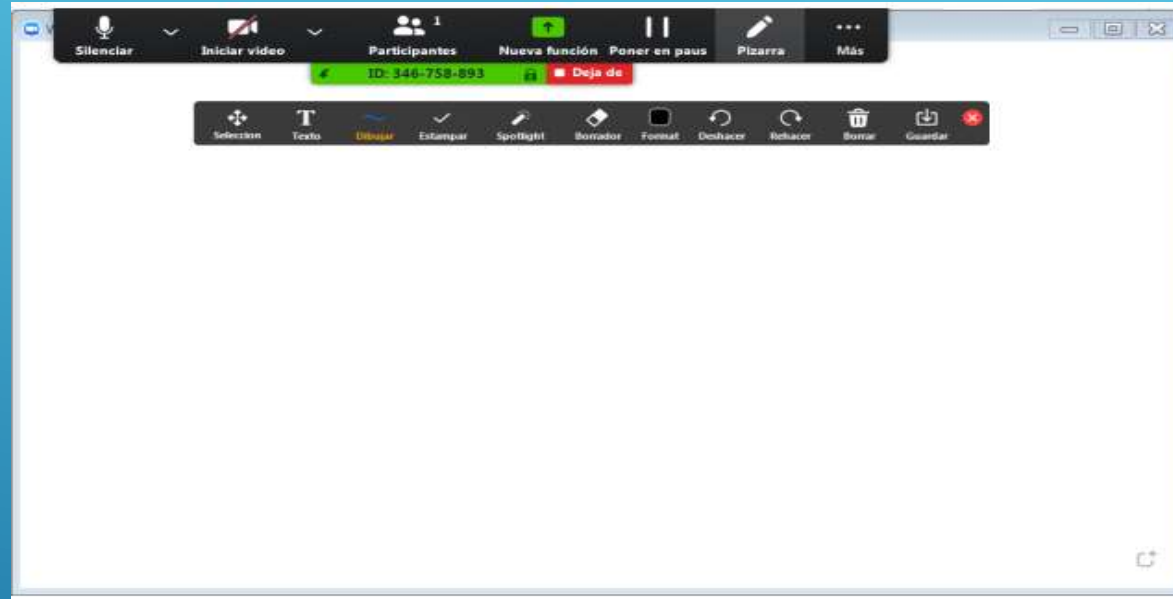 Silenciar Iniciar video Participantes 1 Nueva función Poner en paus Pizarra Más
ID: 346-758-893 Deja de
Seleccion Texto Dibujar Estampar Spotlight Borrador Format Deshacer Rehacer Borrar Guardar